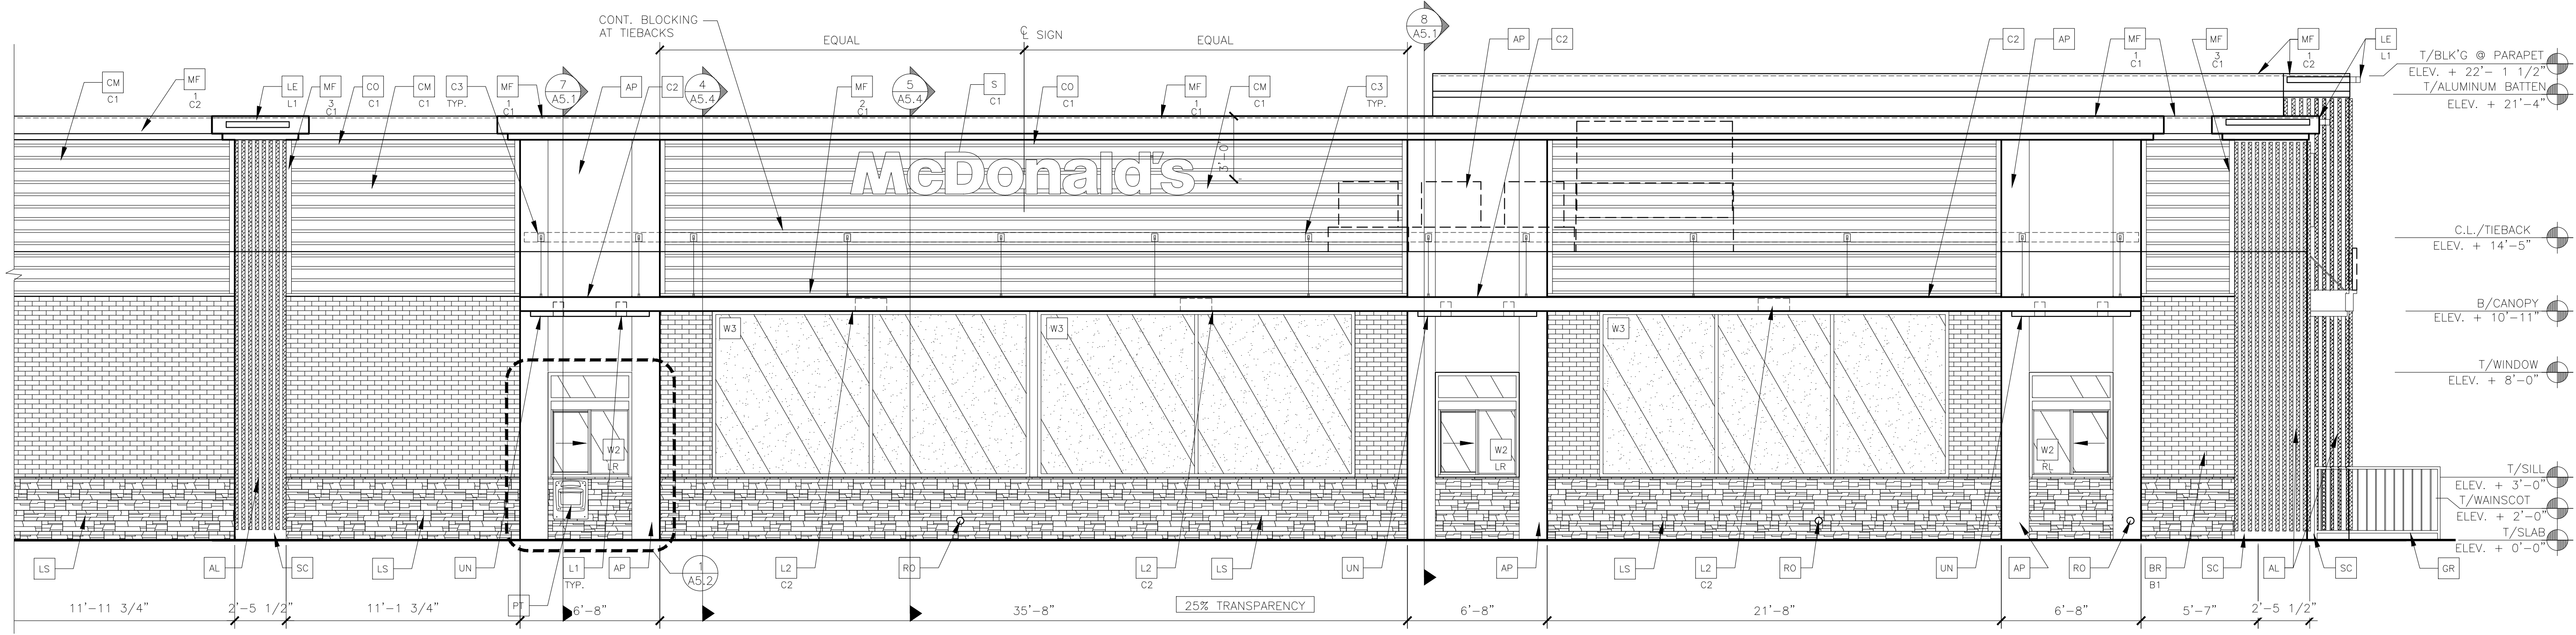 CONT. BLOCKING
AT TIEBACKS
EQUAL
℄ SIGN
EQUAL
8
A5.1
AP
C2
C2
AP
MF
1
C1
MF
3
C1
MF
1
C2
LE
L1
T/BLK'G @ PARAPET
ELEV. + 22'- 1 1/2"
T/ALUMINUM BATTEN
ELEV. + 21'-4"
CM
C1
MF
1
C2
LE
L1
MF
3
C1
CO
C1
CM
C1
C3
TYP.
MF
1
C1
7
A5.1
AP
C2
4
A5.4
MF
2
C1
5
A5.4
S
C1
CO
C1
MF
1
C1
CM
C1
C3
TYP.
McDonald's
3'-0"
C.L./TIEBACK
ELEV. + 14'-5"
B/CANOPY
ELEV. + 10'-11"
T/WINDOW
ELEV. + 8'-0"
T/SILL
ELEV. + 3'-0"
T/WAINSCOT
ELEV. + 2'-0"
T/SLAB
ELEV. + 0'-0"
W3
W3
W3
W2
LR
W2
LR
W2
RL
LS
AL
SC
LS
UN
L1
TYP.
AP
1
A5.2
L2
C2
RO
L2
C2
LS
UN
AP
LS
L2
C2
RO
UN
AP
RO
BR
B1
SC
AL
SC
GR
PT
25% TRANSPARENCY
11'-11 3/4"
2'-5 1/2"
11'-1 3/4"
6'-8"
35'-8"
6'-8"
21'-8"
6'-8"
5'-7"
2'-5 1/2"